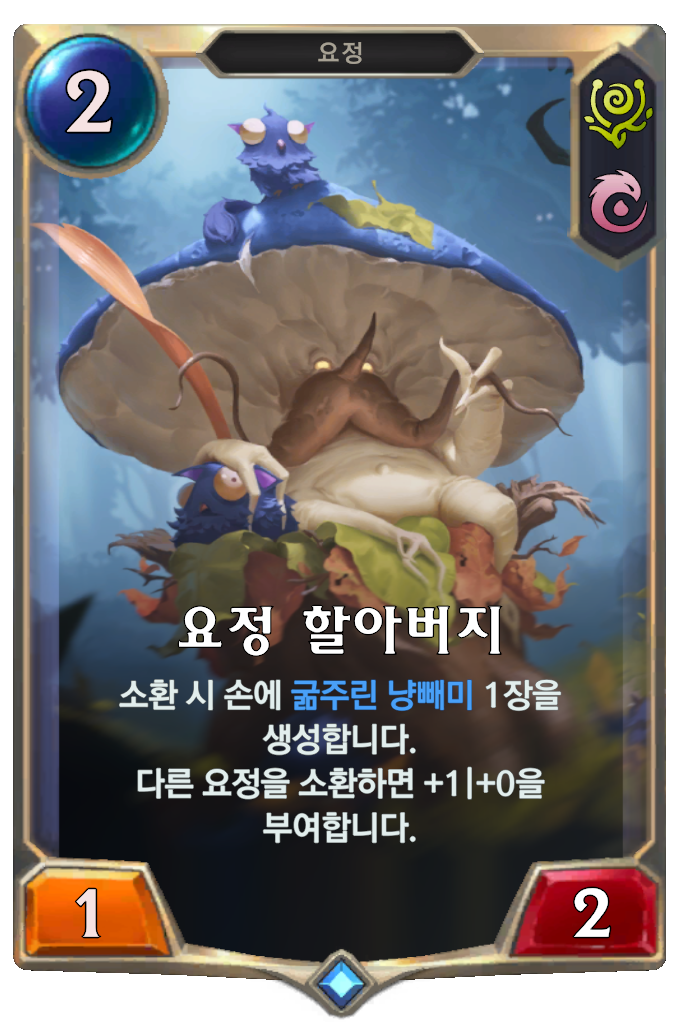 요정
2
요정 할아버지
소환 시 손에 굶주린 냥빼미 1장을
생성합니다.
다른 요정을 소환하면 +1|+0을
부여합니다.
1
2